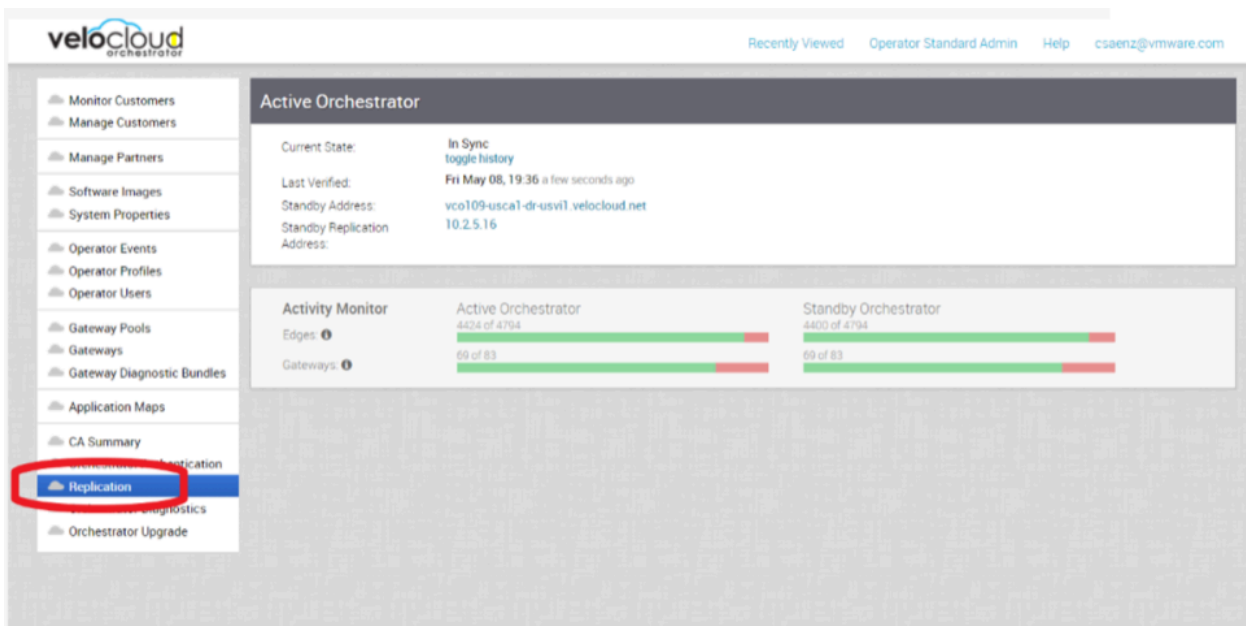 velocloud
orchestrator
Recently Viewed Operator Standard Admin Help csaenz@vmware.com
Monitor Customers
Manage Customers
Manage Partners
Software Images
System Properties
Operator Events
Operator Profiles
Operator Users
Gateway Pools
Gateways
Gateway Diagnostic Bundles
Application Maps
CA Summary
Replication
Orchestrator Upgrade
Active Orchestrator
Current State: In Sync
toggle history
Last Verified: Fri May 08, 19:36 a few seconds ago
Standby Address: vco109-usca1-dr-usvi1.velocloud.net
Standby Replication 10.2.5.16
Address:
Activity Monitor Active Orchestrator Standby Orchestrator
4424 of 4794 4400 of 4794
Edges:
69 of 83 69 of 83
Gateways: